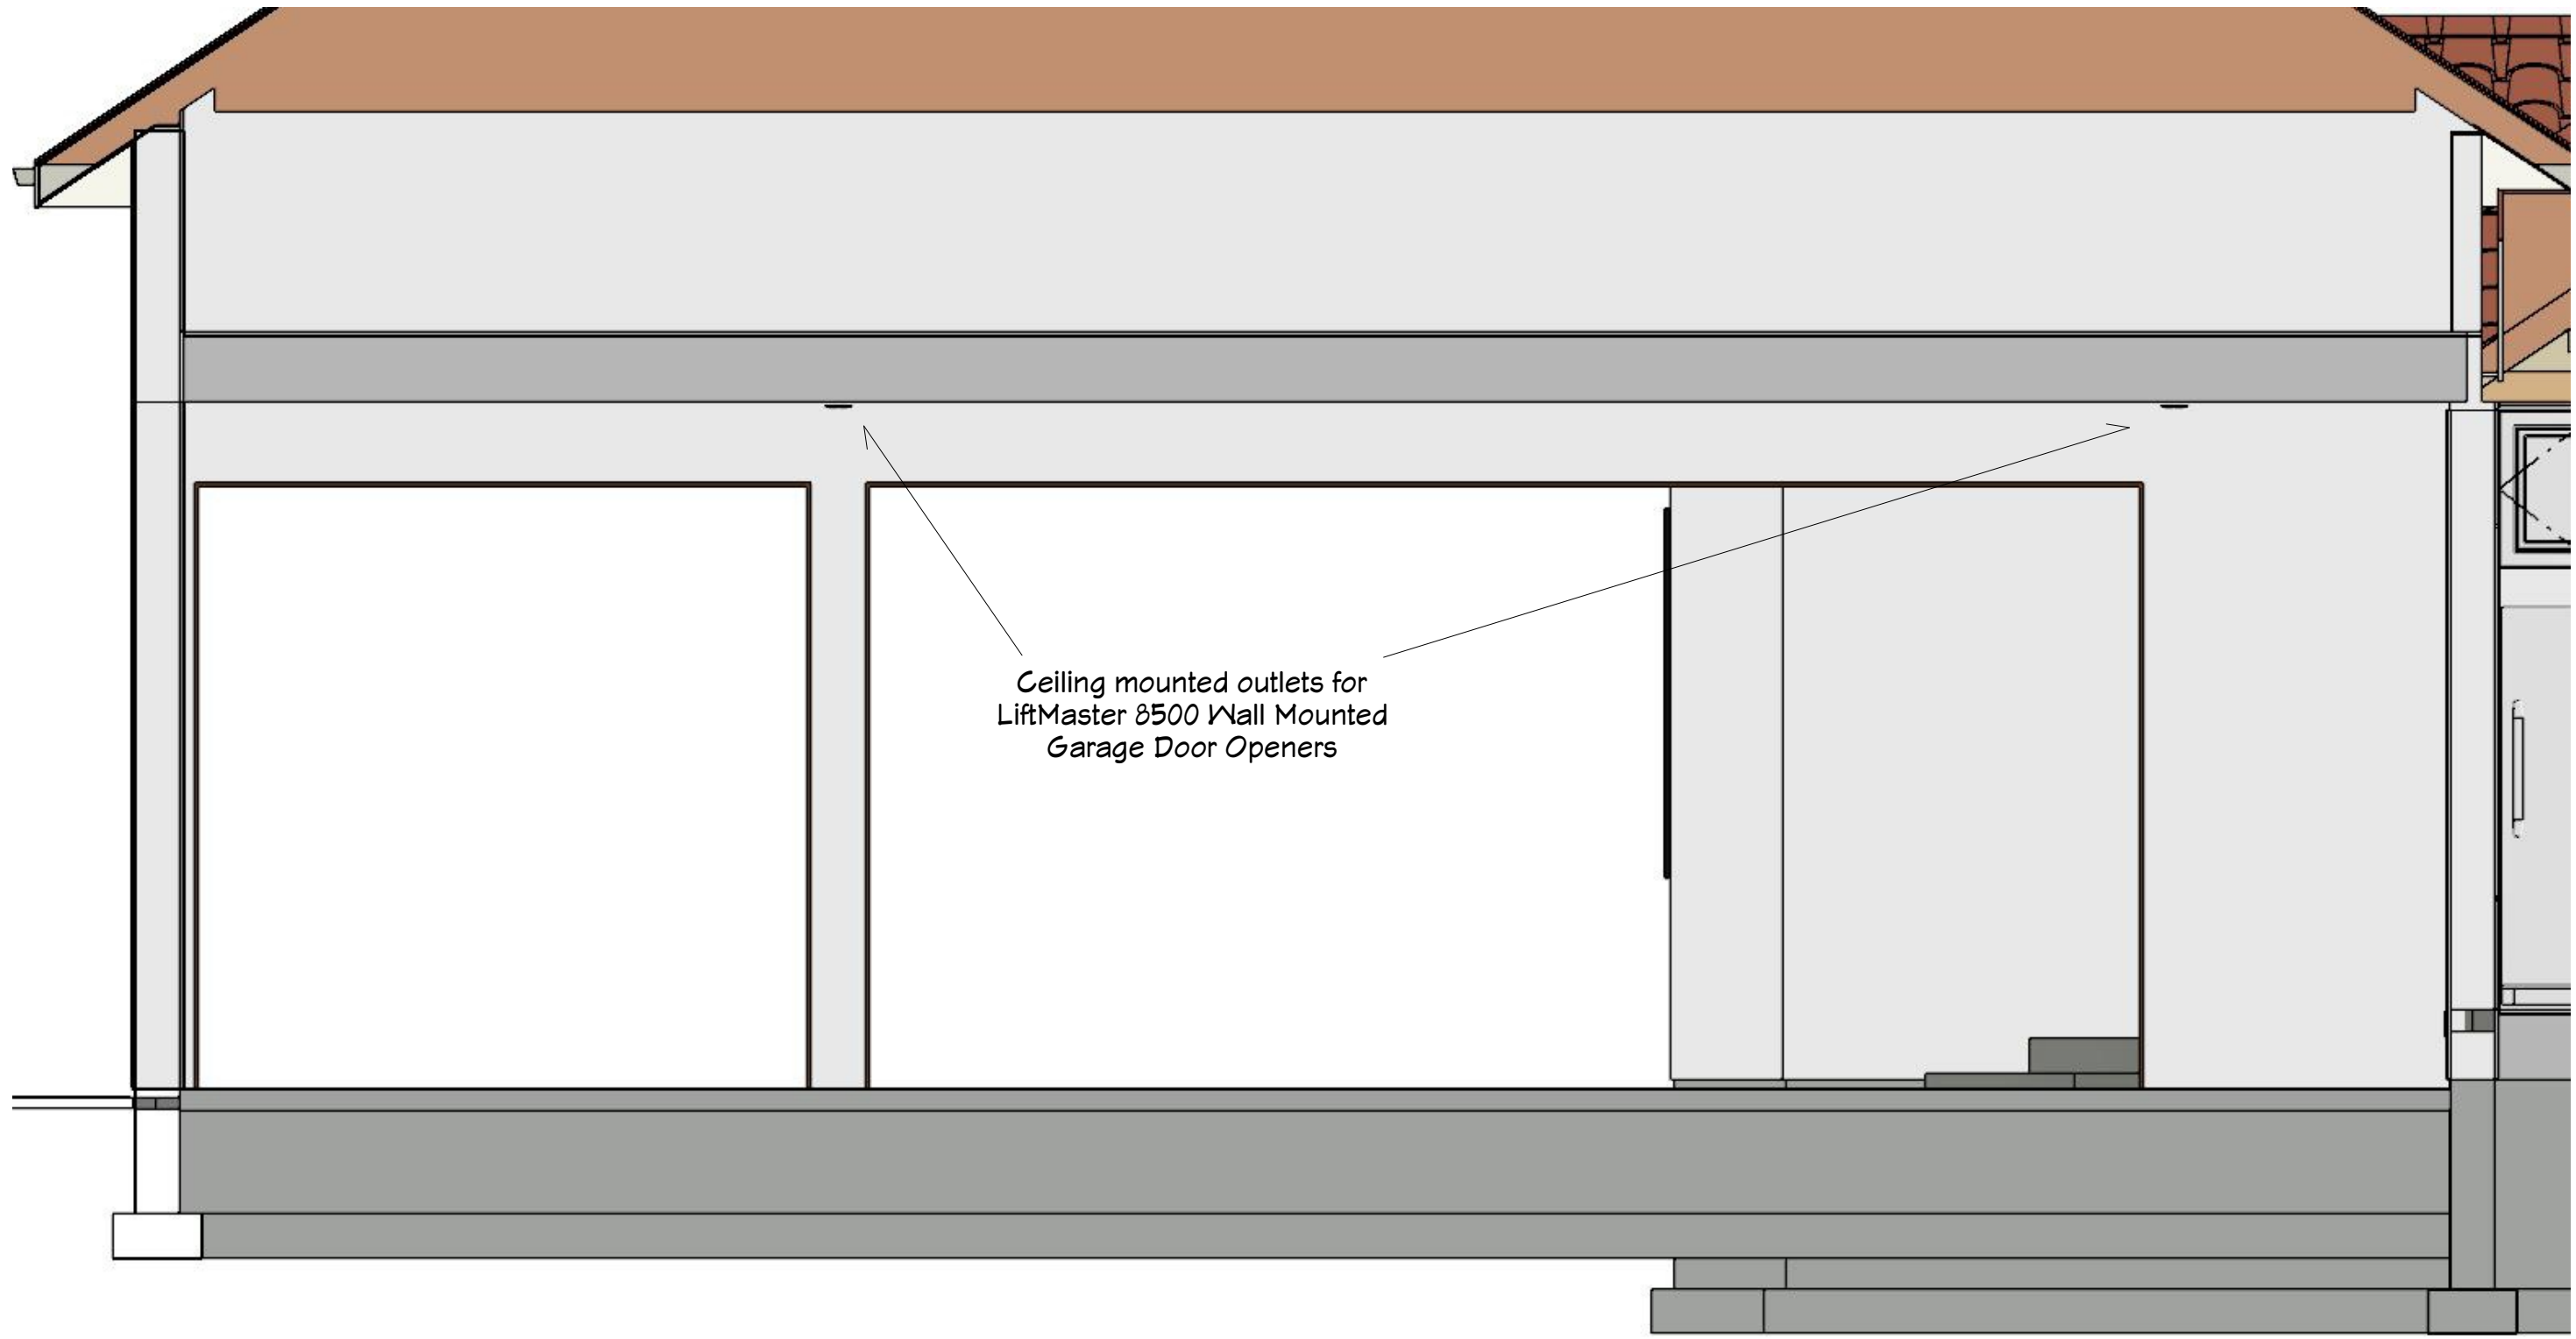 Ceiling mounted outlets for
LiftMaster 8500 Wall Mounted
Garage Door Openers